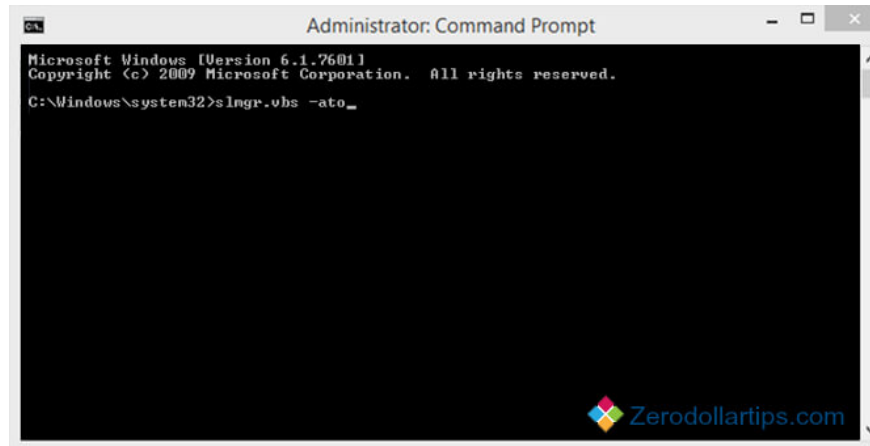 Administrator: Command Prompt
Microsoft Windows [Version 6.1.7601]
Copyright (c) 2009 Microsoft Corporation.  All rights reserved.
C:\Windows\system32>slmgr.vbs -ato_
Zerodollartips.com